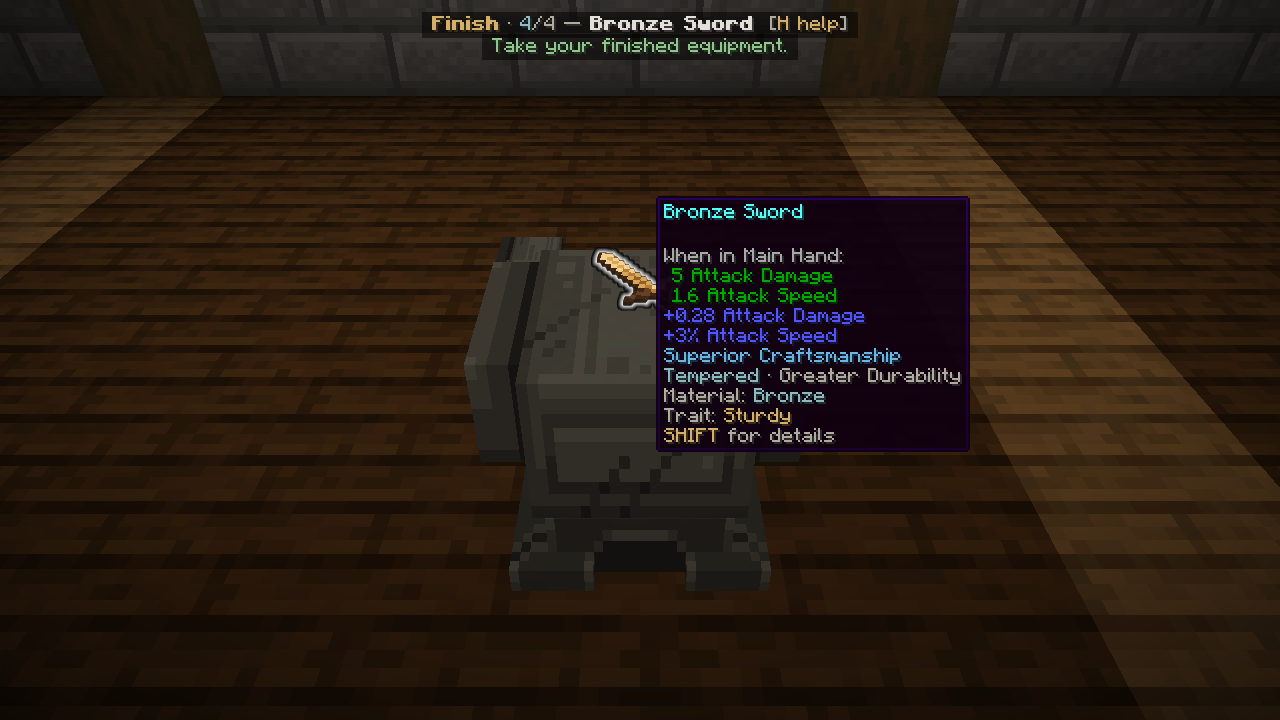 Finish · 4/4 — Bronze Sword [H help]
Take your finished equipment.
Bronze Sword
When in Main Hand:
5 Attack Damage
1.6 Attack Speed
+0.28 Attack Damage
+3% Attack Speed
Superior Craftsmanship
Tempered · Greater Durability
Material: Bronze
Trait: Sturdy
SHIFT for details